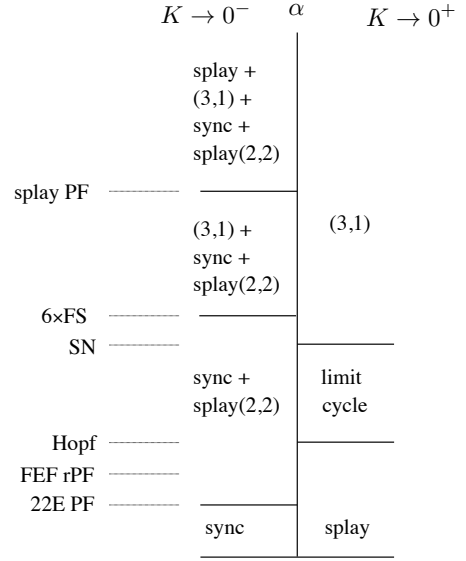 K → 0⁻
α
K → 0⁺
splay +
(3,1) +
sync +
splay(2,2)
splay PF
(3,1) +
sync +
splay(2,2)
(3,1)
6×FS
SN
sync +
splay(2,2)
limit
cycle
Hopf
FEF rPF
22E PF
sync
splay